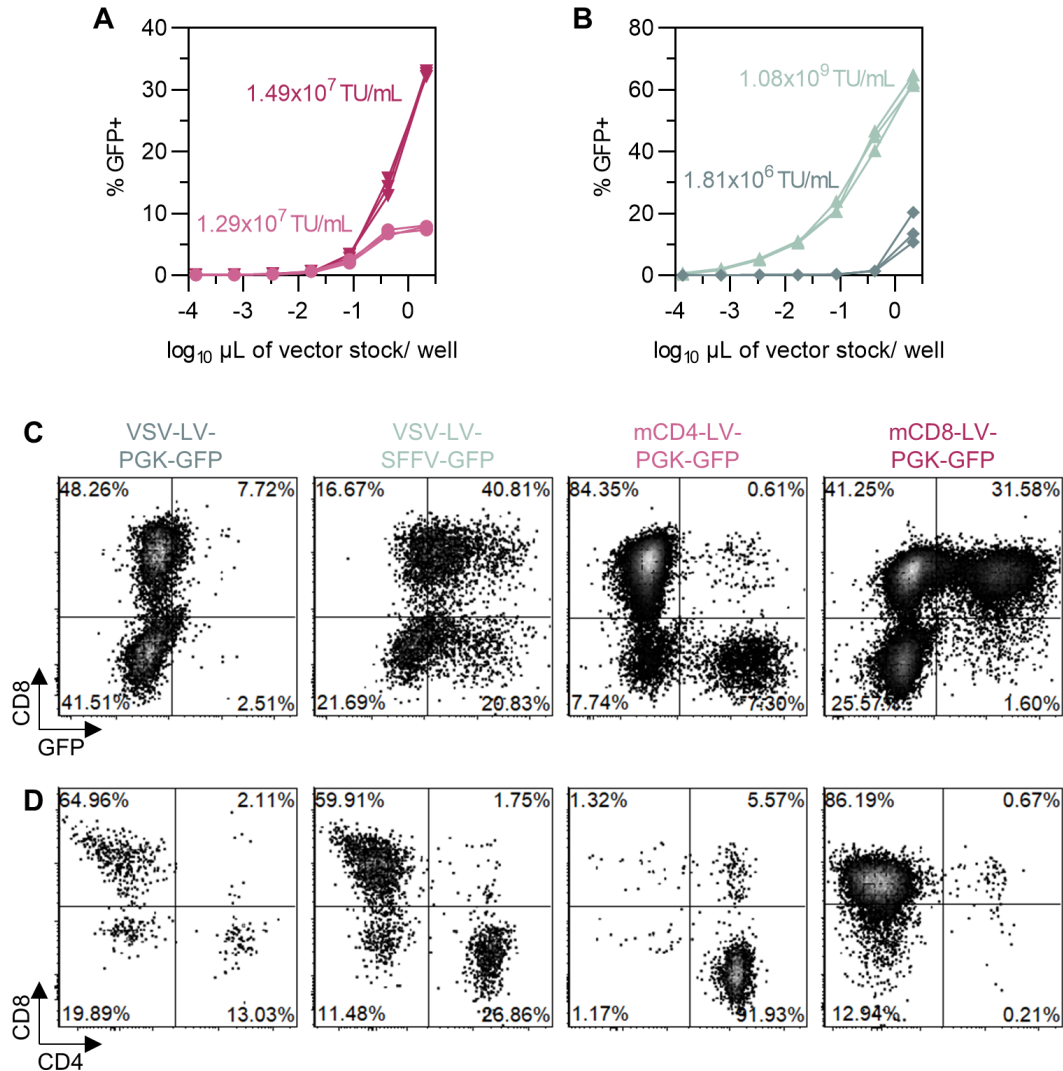 A
B
40
30
20
10
0
% GFP+
1.49x10⁷ TU/mL
1.29x10⁷ TU/mL
-4 -3 -2 -1 0
log₁₀ µL of vector stock/ well
80
60
40
20
0
% GFP+
1.08x10⁹ TU/mL
1.81x10⁶ TU/mL
-4 -3 -2 -1 0
log₁₀ µL of vector stock/ well
C
VSV-LV-
PGK-GFP
VSV-LV-
SFFV-GFP
mCD4-LV-
PGK-GFP
mCD8-LV-
PGK-GFP
48.26% 7.72%
41.51% 2.51%
16.67% 40.81%
21.69% 20.83%
84.35% 0.61%
7.74% 7.30%
41.25% 31.58%
25.57% 1.60%
CD8
GFP
D
64.96% 2.11%
19.89% 13.03%
59.91% 1.75%
11.48% 26.86%
1.32% 5.57%
1.17% 91.93%
86.19% 0.67%
12.94% 0.21%
CD8
CD4